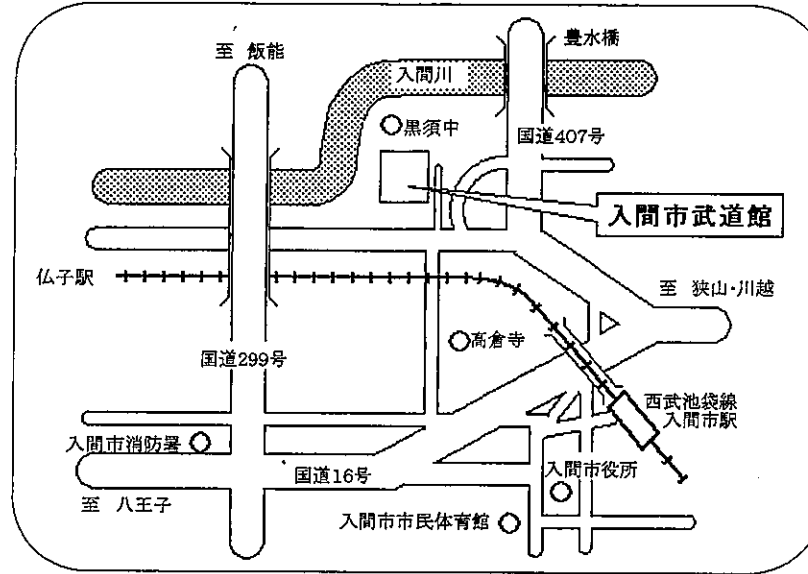 豊水橋
至 飯能
入間川
黒須中
国道407号
入間市武道館
仏子駅
至 狭山・川越
高倉寺
国道299号
西武池袋線
入間市駅
入間市消防署
国道16号
入間市役所
至 八王子
入間市市民体育館